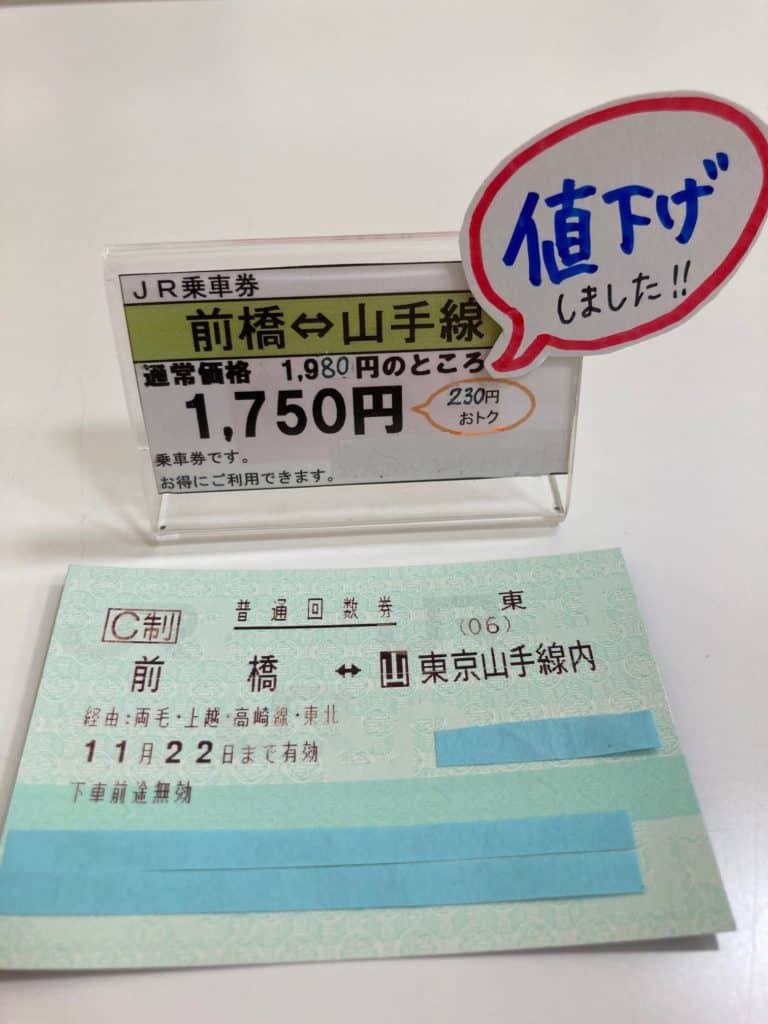 値下げ
しました!!
JR乗車券
前橋⇔山手線
通常価格 1,980円のところ
1,750円
230円
おトク
乗車券です。
お得にご利用できます。
C制 普通回数券 東
(06)
前橋 ↔ 山 東京山手線内
経由:両毛・上越・高崎線・東北
11月22日まで有効
下車前途無効